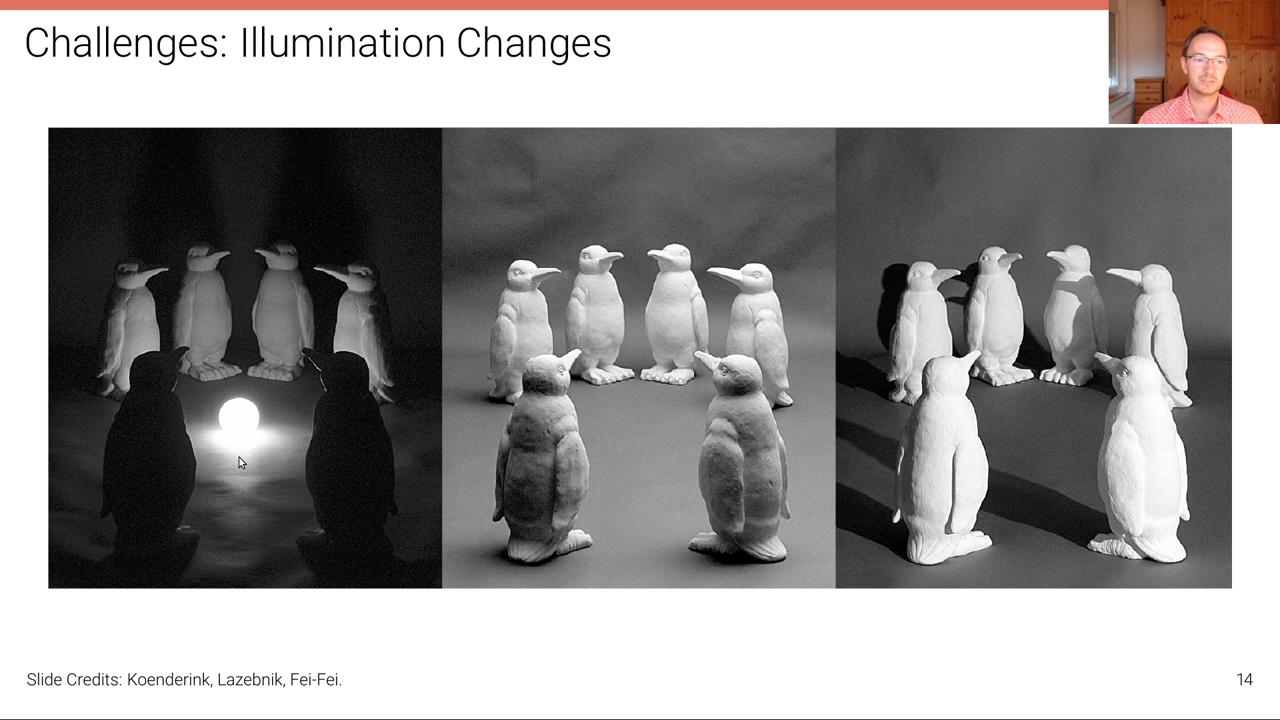 Challenges: Illumination Changes
Slide Credits: Koenderink, Lazebnik, Fei-Fei.
14